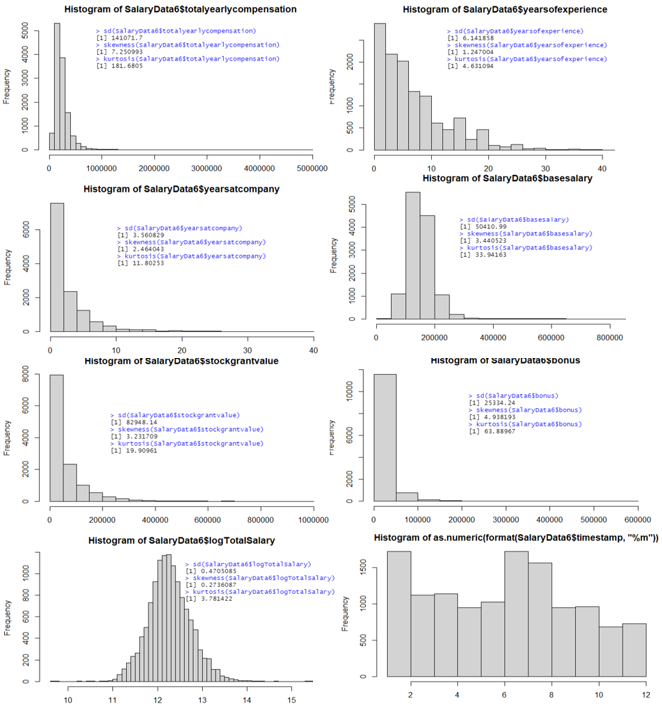 Histogram of SalaryData6$totalyearlycompensation
Frequency
0 1000 2000 3000 4000 5000
> sd(SalaryData6$totalyearlycompensation)
[1] 141071.7
> skewness(SalaryData6$totalyearlycompensation)
[1] 7.250993
> kurtosis(SalaryData6$totalyearlycompensation)
[1] 181.6805
0 1000000 2000000 3000000 4000000 5000000
Histogram of SalaryData6$yearsofexperience
Frequency
0 500 1000 2000
> sd(SalaryData6$yearsofexperience)
[1] 6.141858
> skewness(SalaryData6$yearsofexperience)
[1] 1.247004
> kurtosis(SalaryData6$yearsofexperience)
[1] 4.631094
0 10 20 30 40
Histogram of SalaryData6$yearsatcompany
Frequency
0 2000 4000 6000
> sd(SalaryData6$yearsatcompany)
[1] 3.560829
> skewness(SalaryData6$yearsatcompany)
[1] 2.464043
> kurtosis(SalaryData6$yearsatcompany)
[1] 11.80253
0 10 20 30 40
Histogram of SalaryData6$basesalary
Frequency
0 1000 3000 5000
> sd(SalaryData6$basesalary)
[1] 50410.99
> skewness(SalaryData6$basesalary)
[1] 3.440523
> kurtosis(SalaryData6$basesalary)
[1] 33.94163
0 200000 400000 600000 800000
Histogram of SalaryData6$stockgrantvalue
Frequency
0 2000 4000 6000 8000
> sd(SalaryData6$stockgrantvalue)
[1] 82948.14
> skewness(SalaryData6$stockgrantvalue)
[1] 3.231709
> kurtosis(SalaryData6$stockgrantvalue)
[1] 19.90961
0 200000 400000 600000 800000 1000000
Histogram of SalaryData6$bonus
Frequency
0 2000 6000 10000
> sd(SalaryData6$bonus)
[1] 25334.24
> skewness(SalaryData6$bonus)
[1] 4.938193
> kurtosis(SalaryData6$bonus)
[1] 63.88967
0 100000 200000 300000 400000 500000 600000
Histogram of SalaryData6$logTotalSalary
Frequency
0 200 400 600 800 1000
> sd(SalaryData6$logTotalSalary)
[1] 0.4705085
> skewness(SalaryData6$logTotalSalary)
[1] 0.2736087
> kurtosis(SalaryData6$logTotalSalary)
[1] 3.781422
10 11 12 13 14 15
Histogram of as.numeric(format(SalaryData6$timestamp, "%m"))
Frequency
0 500 1000 1500
2 4 6 8 10 12